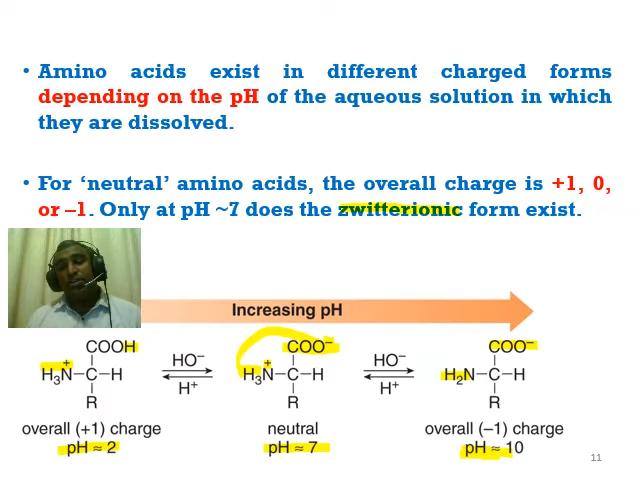 • Amino acids exist in different charged forms
depending on the pH of the aqueous solution in which
they are dissolved.
• For ‘neutral’ amino acids, the overall charge is +1, 0,
or –1. Only at pH ~7 does the zwitterionic form exist.
Increasing pH
COOH
H₃N⁺–C–H
R
overall (+1) charge
pH ≈ 2
HO⁻
H⁺
COO⁻
H₃N⁺–C–H
R
neutral
pH ≈ 7
HO⁻
H⁺
COO⁻
H₂N–C–H
R
overall (–1) charge
pH ≈ 10
11